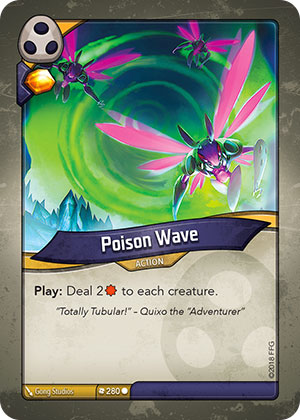 Poison Wave
ACTION
Play: Deal 2 to each creature.
“Totally Tubular!” - Quixo the “Adventurer”
Gong Studios
280
©2018 FFG